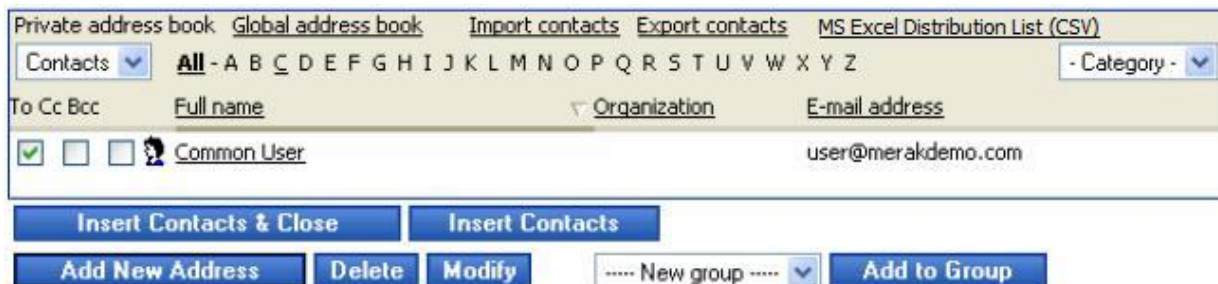 Private address book Global address book Import contacts Export contacts MS Excel Distribution List (CSV)
Contacts All - A B C D E F G H I J K L M N O P Q R S T U V W X Y Z - Category -
To Cc Bcc Full name Organization E-mail address
Common User user@merakdemo.com
Insert Contacts & Close Insert Contacts
Add New Address Delete Modify ----- New group ----- Add to Group